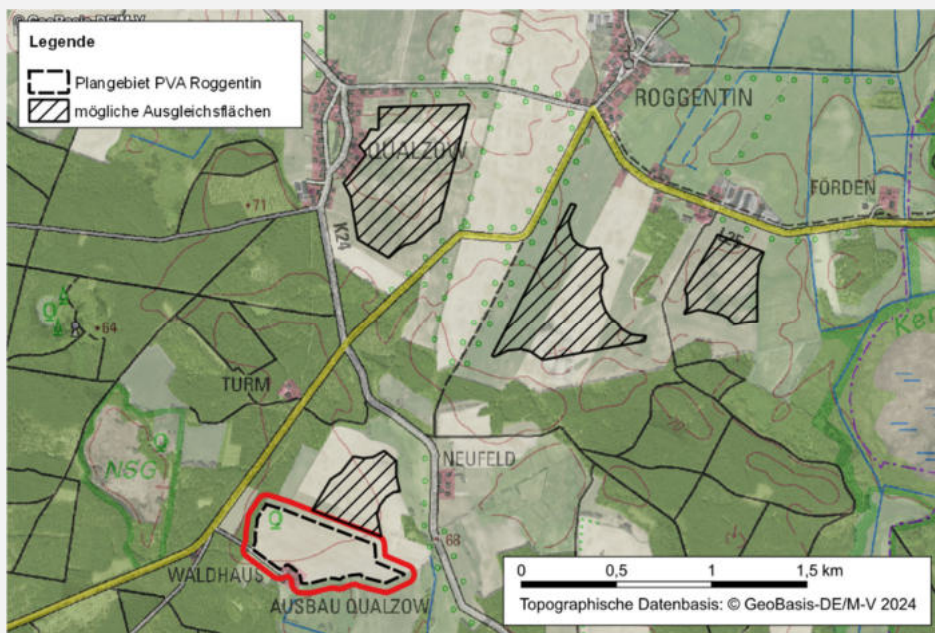 © GeoBasis-DE/M-V
Legende
Plangebiet PVA Roggentin
mögliche Ausgleichsflächen
ROGGENTIN
QUALZOW
FÖRDEN
71
K24
L25
64
TURM
NSG
NEUFELD
68
WALDHAUS
AUSBAU QUALZOW
0 0,5 1 1,5 km
Topographische Datenbasis: © GeoBasis-DE/M-V 2024